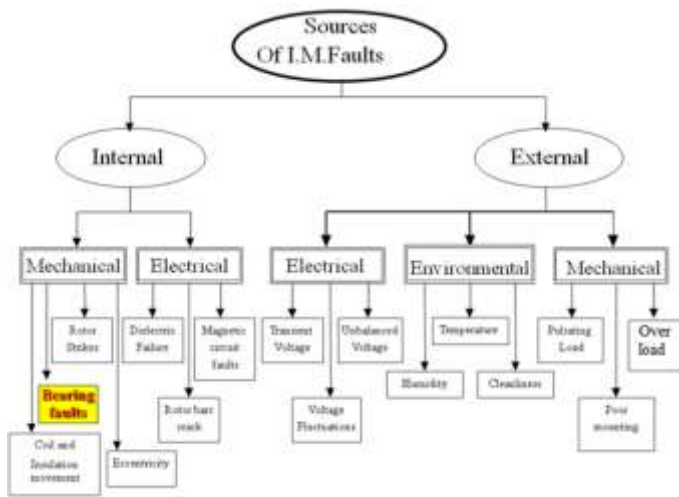 Sources
Of I.M.Faults
Internal
External
Mechanical
Electrical
Electrical
Environmental
Mechanical
Rotor
Strikes
Dielectric
Failure
Magnetic
circuit
faults
Transient
Voltage
Unbalanced
Voltage
Temperature
Pulsating
Load
Over
load
Bearing
faults
Humidity
Cleanliness
Rotor bars
crack
Voltage
Fluctuations
Poor
mounting
Coil and
Insulation
movement
Eccentricity